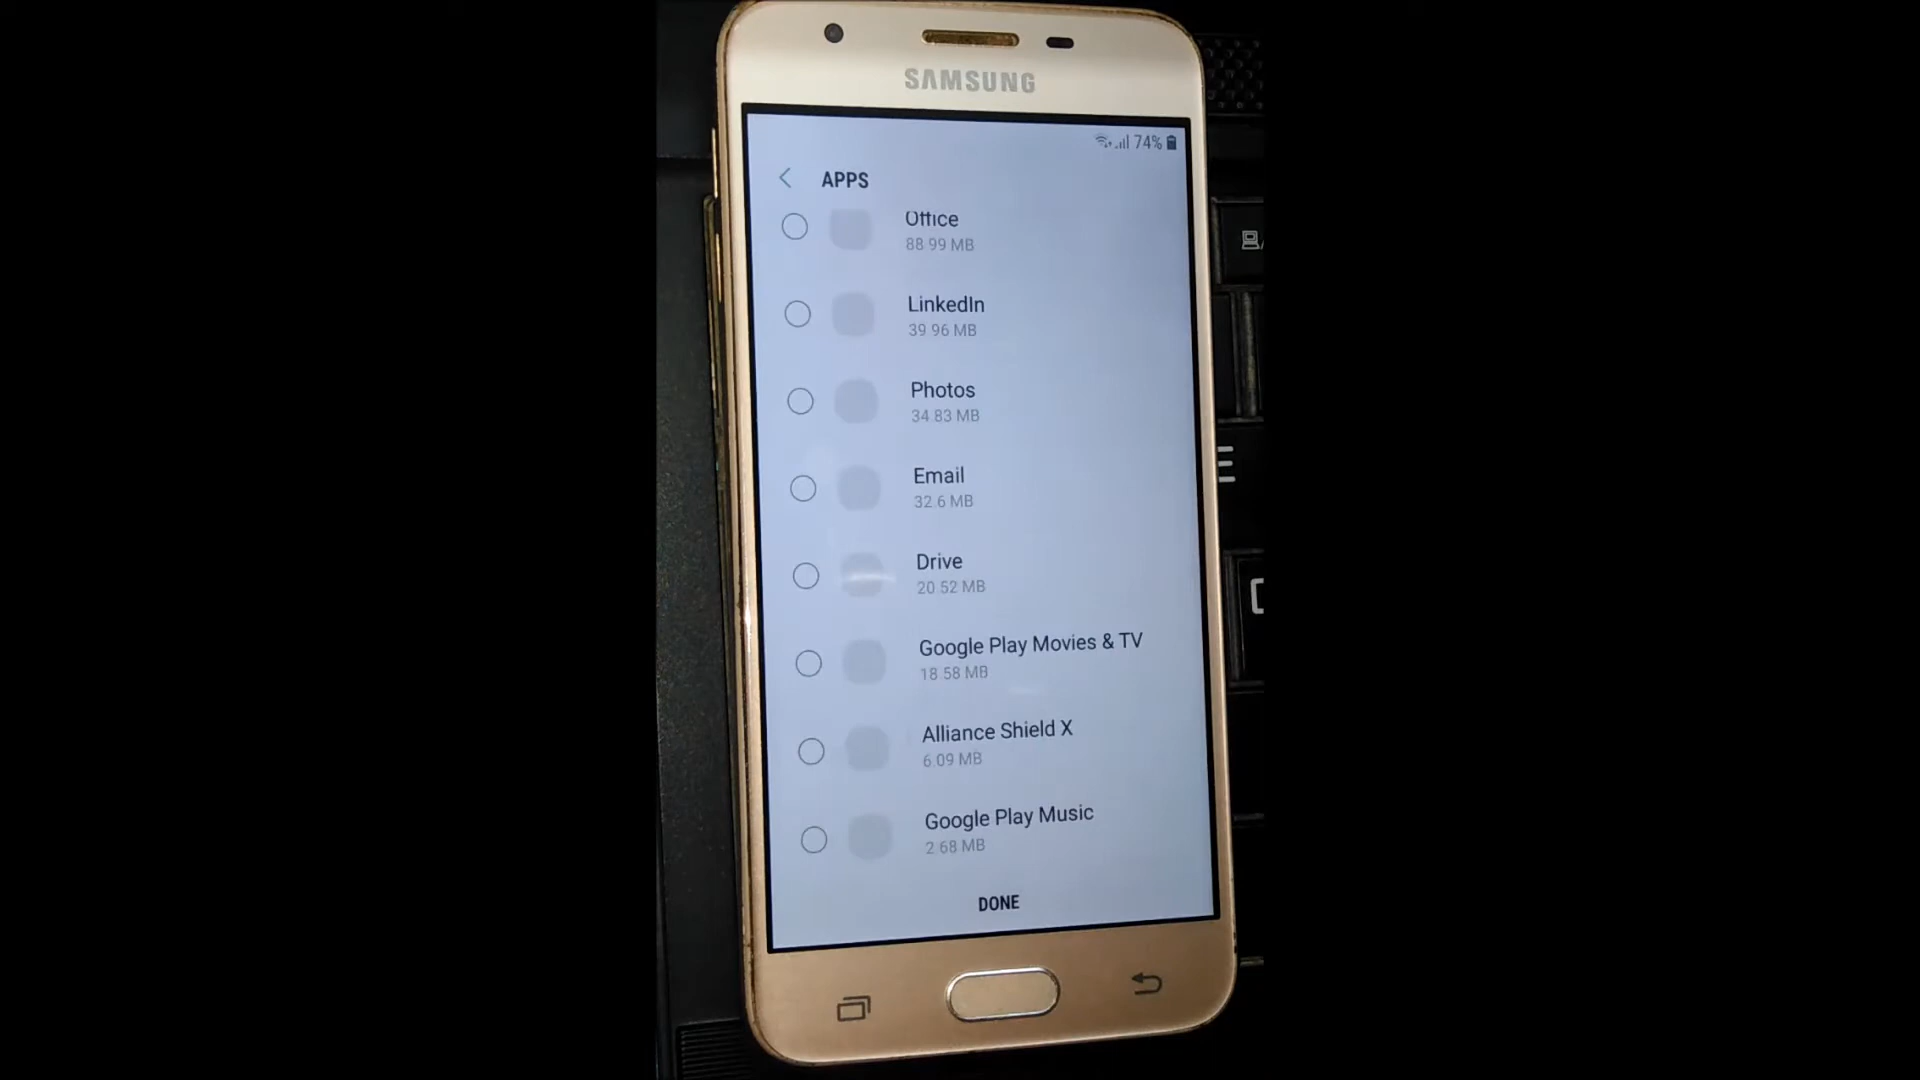 SAMSUNG
74%
APPS
Office
88 99 MB
LinkedIn
39 96 MB
Photos
34 83 MB
Email
32.6 MB
Drive
20 52 MB
Google Play Movies & TV
18 58 MB
Alliance Shield X
6.09 MB
Google Play Music
2 68 MB
DONE